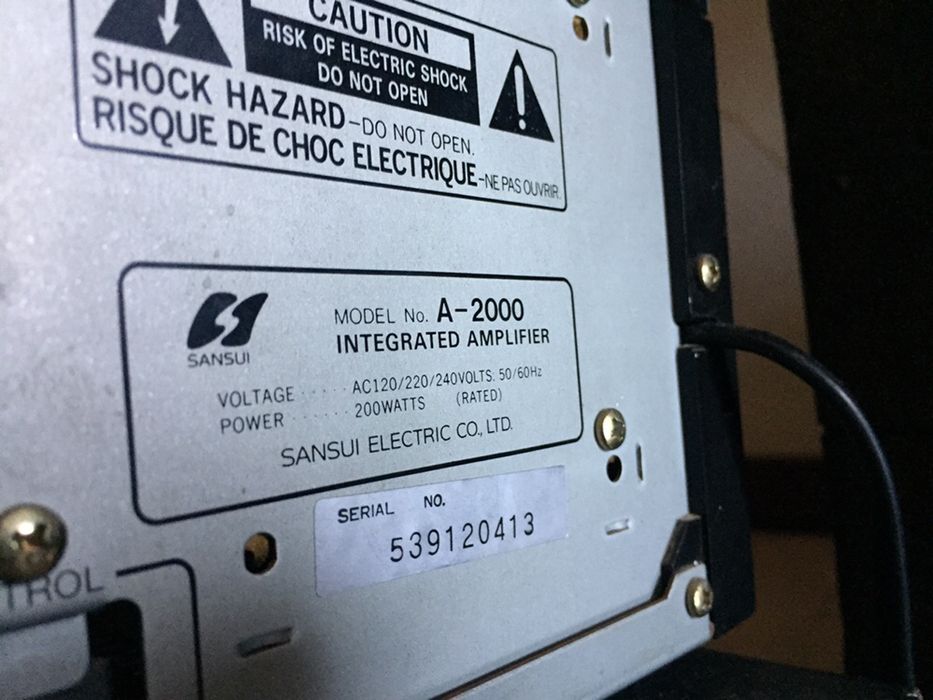 CAUTION
RISK OF ELECTRIC SHOCK
DO NOT OPEN
SHOCK HAZARD-DO NOT OPEN.
RISQUE DE CHOC ELECTRIQUE-NE PAS OUVRIR.
SANSUI
MODEL No. A-2000
INTEGRATED AMPLIFIER
VOLTAGE ..... AC120/220/240VOLTS. 50/60Hz
POWER ...... 200WATTS (RATED)
SANSUI ELECTRIC CO., LTD.
SERIAL NO.
539120413
TROL